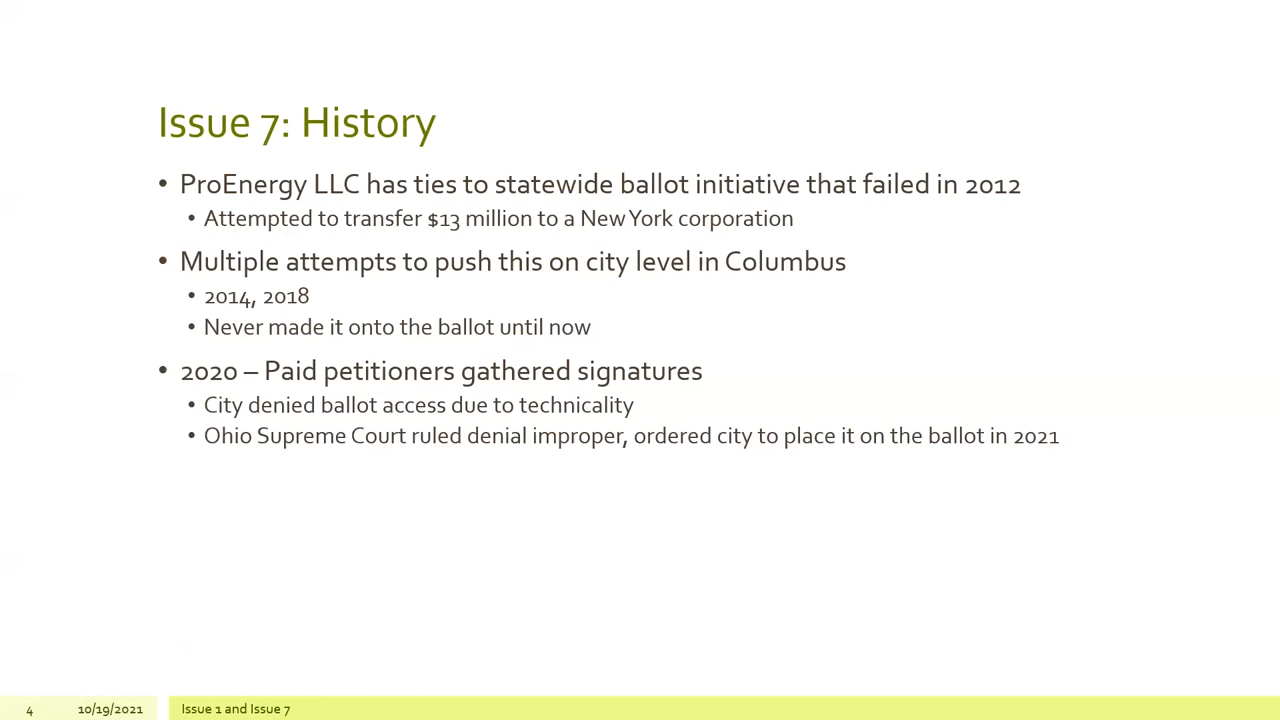 Issue 7: History
• ProEnergy LLC has ties to statewide ballot initiative that failed in 2012
• Attempted to transfer $13 million to a New York corporation
• Multiple attempts to push this on city level in Columbus
• 2014, 2018
• Never made it onto the ballot until now
• 2020 – Paid petitioners gathered signatures
• City denied ballot access due to technicality
• Ohio Supreme Court ruled denial improper, ordered city to place it on the ballot in 2021
4 10/19/2021 Issue 1 and Issue 7